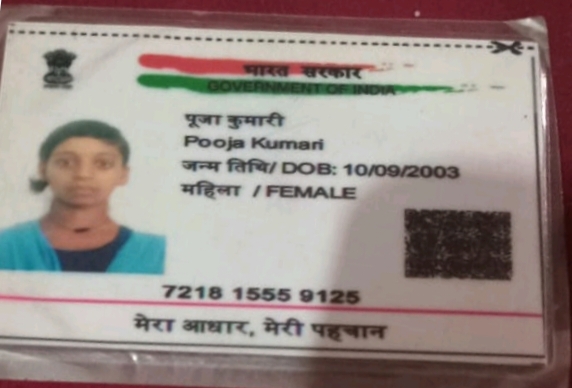 भारत सरकार
GOVERNMENT OF INDIA
पूजा कुमारी
Pooja Kumari
जन्म तिथि/ DOB: 10/09/2003
महिला / FEMALE
7218 1555 9125
मेरा आधार, मेरी पहचान